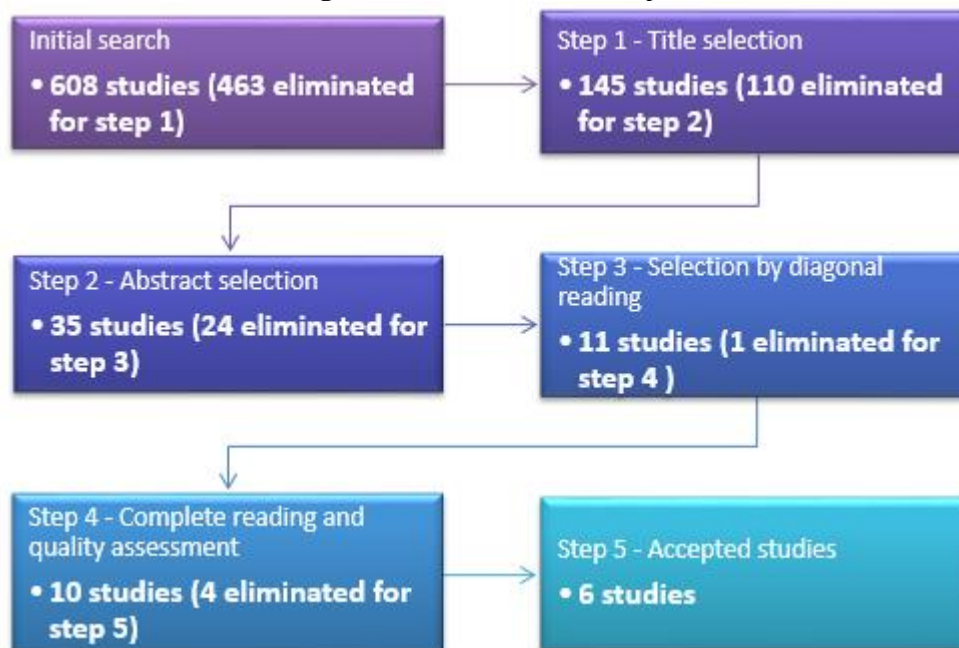 Initial search
• 608 studies (463 eliminated
for step 1)
Step 1 - Title selection
• 145 studies (110 eliminated
for step 2)
Step 2 - Abstract selection
• 35 studies (24 eliminated for
step 3)
Step 3 - Selection by diagonal
reading
• 11 studies (1 eliminated for
step 4 )
Step 4 - Complete reading and
quality assessment
• 10 studies (4 eliminated for
step 5)
Step 5 - Accepted studies
• 6 studies